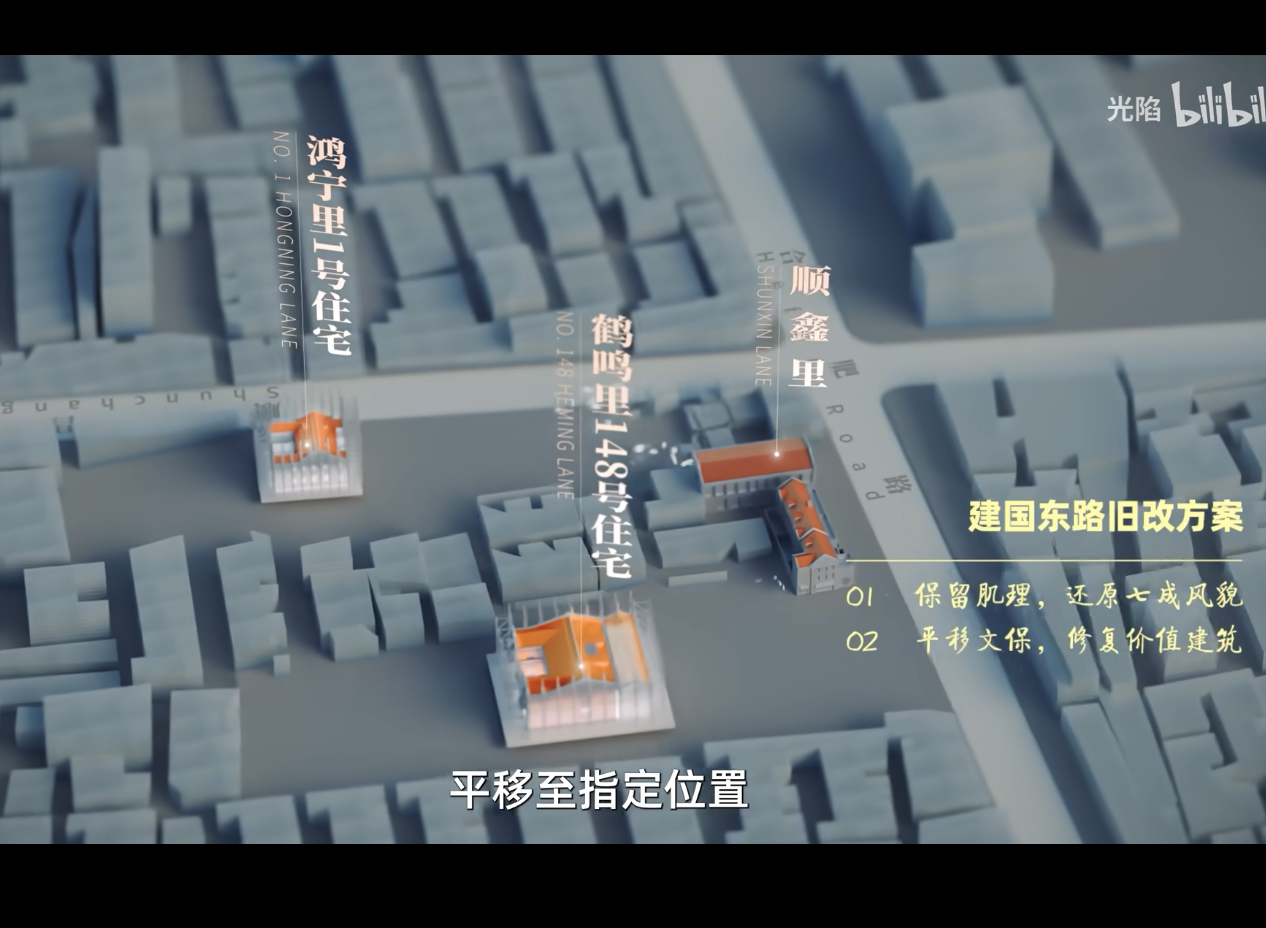 光陷 bilibil
鸿宁里1号住宅
NO. 1 HONGNING LANE
顺鑫里
SHUNXIN LANE
鹤鸣里148号住宅
NO. 148 HEMING LANE
Shunchang
肥
Road
路
建国东路旧改方案
01 保留肌理，还原七成风貌
02 平移文保，修复价值建筑
平移至指定位置